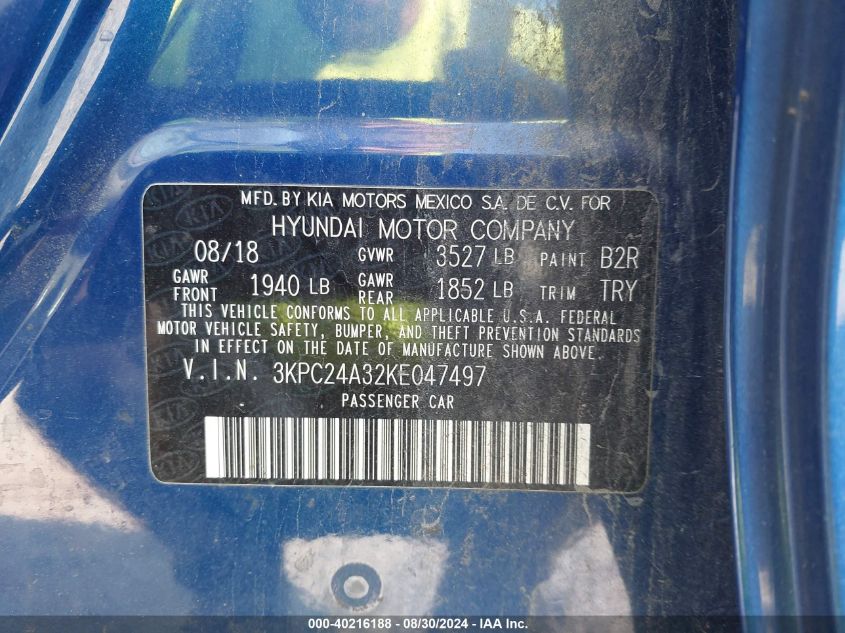 MFD. BY KIA MOTORS MEXICO S.A. DE C.V. FOR
HYUNDAI MOTOR COMPANY
08/18 GVWR 3527 LB PAINT B2R
GAWR FRONT 1940 LB GAWR REAR 1852 LB TRIM TRY
THIS VEHICLE CONFORMS TO ALL APPLICABLE U.S.A. FEDERAL
MOTOR VEHICLE SAFETY, BUMPER, AND THEFT PREVENTION STANDARDS
IN EFFECT ON THE DATE OF MANUFACTURE SHOWN ABOVE.
V.I.N. 3KPC24A32KE047497
PASSENGER CAR
000-40216188 - 08/30/2024 - IAA Inc.